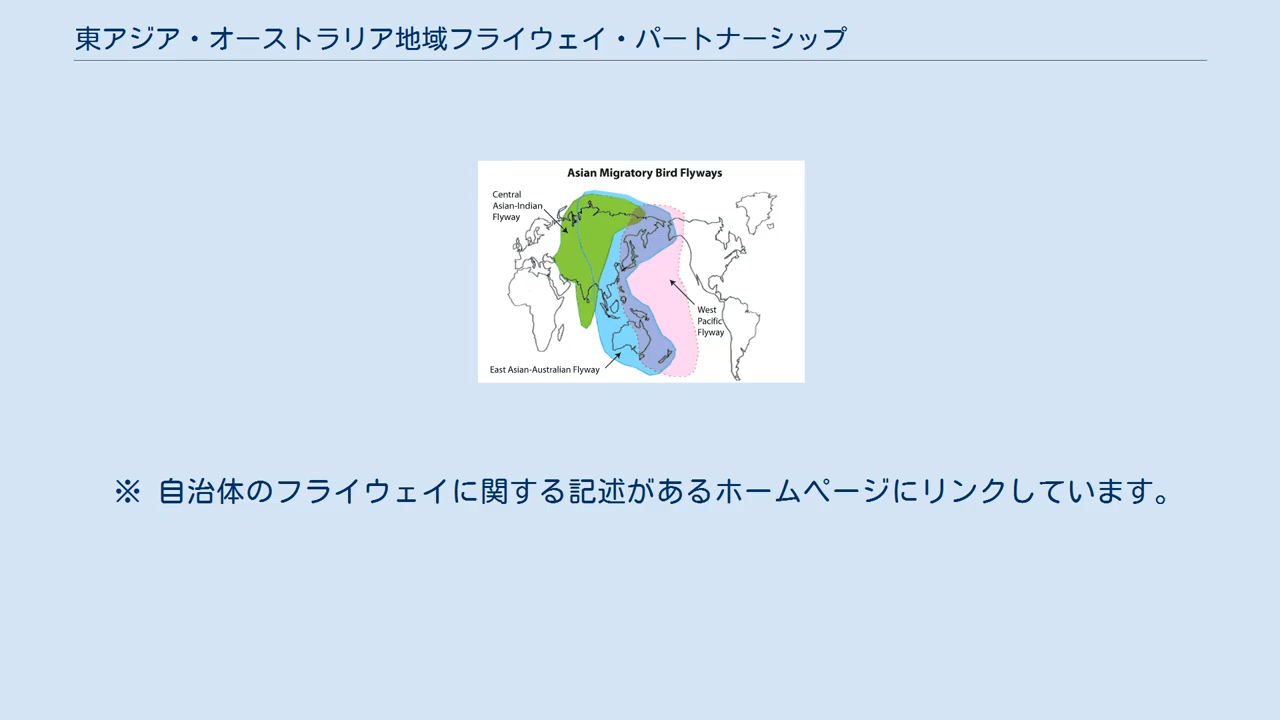 東アジア・オーストラリア地域フライウェイ・パートナーシップ
Asian Migratory Bird Flyways
Central
Asian-Indian
Flyway
West
Pacific
Flyway
East Asian-Australian Flyway
※ 自治体のフライウェイに関する記述があるホームページにリンクしています。